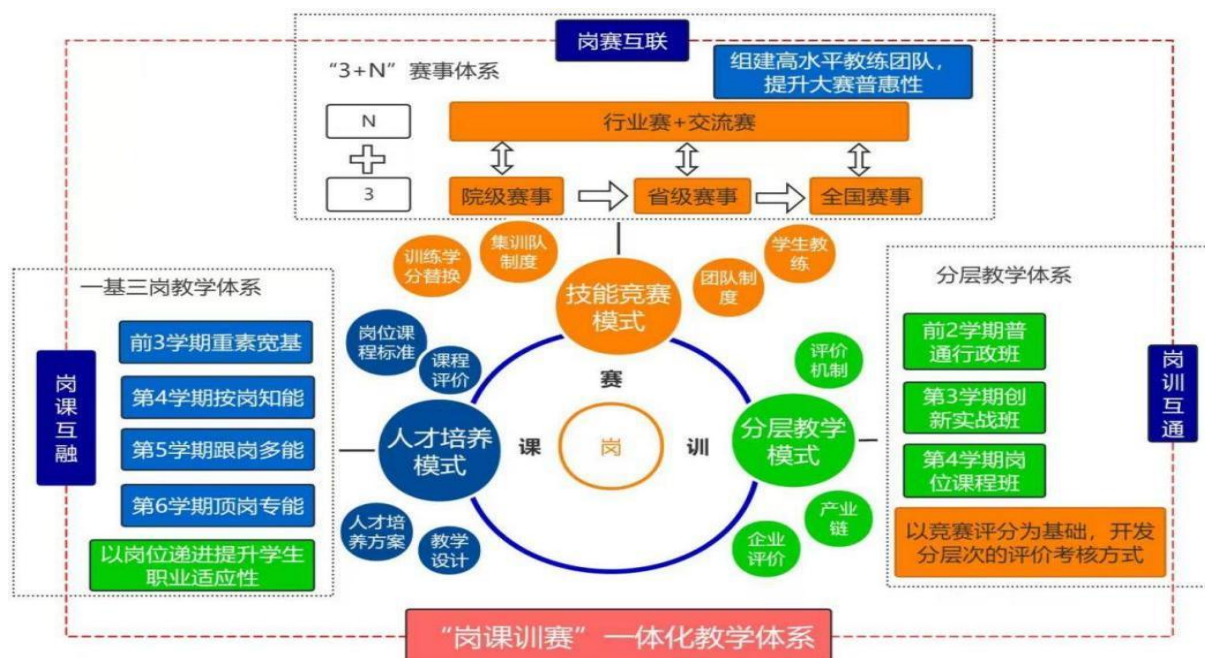 岗赛互联
“3+N”赛事体系
组建高水平教练团队，
提升大赛普惠性
N
行业赛+交流赛
3
院级赛事
省级赛事
全国赛事
训练学
分替换
集训队
制度
技能竞赛
模式
团队制
度
学生教
练
一基三岗教学体系
岗课互融
前3学期重素宽基
第4学期按岗知能
第5学期跟岗多能
第6学期顶岗专能
以岗位递进提升学生
职业适应性
岗位课
程标准
课程
评价
人才培养
模式
人才培
养方案
教学
设计
赛
课
岗
训
评价
机制
分层教学
模式
产业
链
企业
评价
分层教学体系
前2学期普
通行政班
第3学期创
新实战班
第4学期岗
位课程班
以竞赛评分为基础，开发
分层次的评价考核方式
岗训互通
“岗课训赛”一体化教学体系